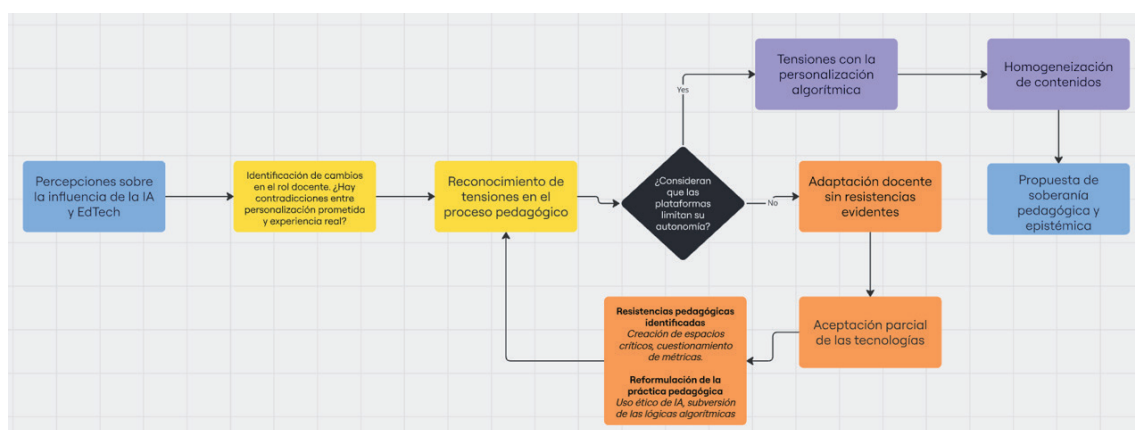 Percepciones sobre
la influencia de la IA
y EdTech
Identificación de cambios
en el rol docente. ¿Hay
contradicciones entre
personalización prometida
y experiencia real?
Reconocimiento de
tensiones en el
proceso pedagógico
¿Consideran
que las
plataformas
limitan su
autonomía?
Yes
Tensiones con la
personalización
algorítmica
Homogeneización
de contenidos
Propuesta de
soberanía
pedagógica y
epistémica
No
Adaptación docente
sin resistencias
evidentes
Aceptación parcial
de las tecnologías
Resistencias pedagógicas
identificadas
Creación de espacios
críticos, cuestionamiento
de métricas.
Reformulación de la
práctica pedagógica
Uso ético de IA, subversión
de las lógicas algorítmicas